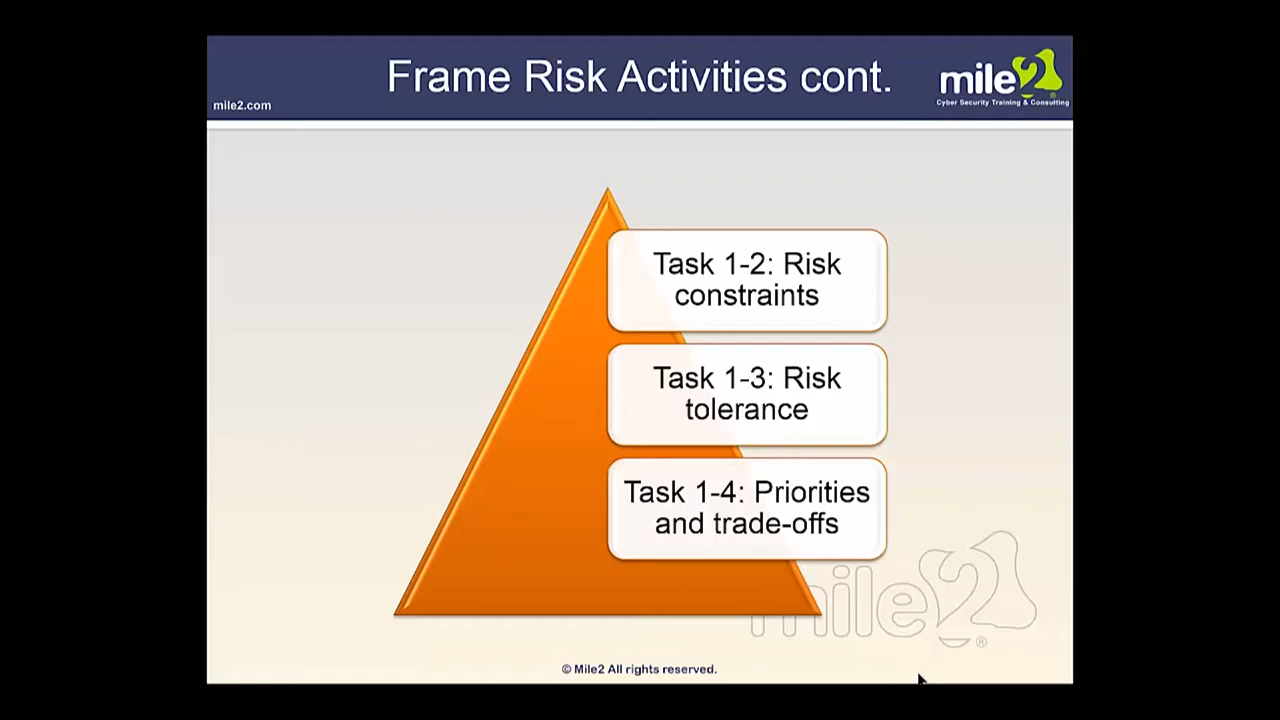 Frame Risk Activities cont.
mile2.com
mile2
®
Cyber Security Training & Consulting
Task 1-2: Risk
constraints
Task 1-3: Risk
tolerance
Task 1-4: Priorities
and trade-offs
mile2
®
© Mile2 All rights reserved.